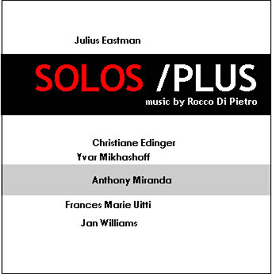 Julius Eastman
SOLOS /PLUS
music by Rocco Di Pietro
Christiane Edinger
Yvar Mikhashoff
Anthony Miranda
Frances Marie Uitti
Jan Williams